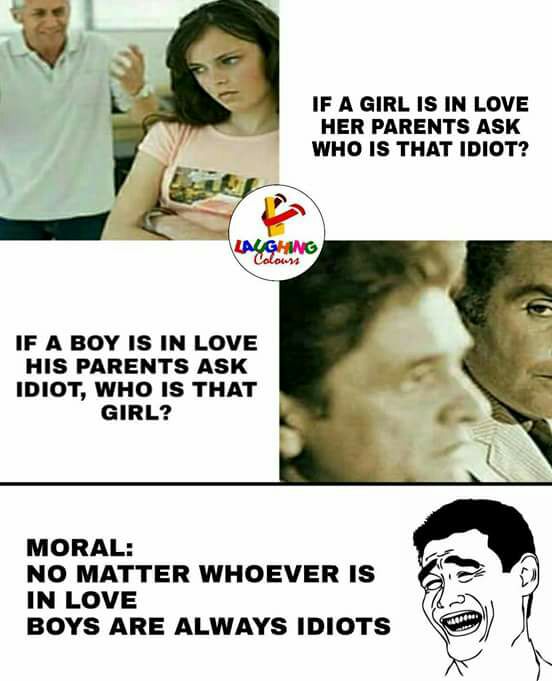 IF A GIRL IS IN LOVE
HER PARENTS ASK
WHO IS THAT IDIOT?
LAUGHING
Colours
IF A BOY IS IN LOVE
HIS PARENTS ASK
IDIOT, WHO IS THAT
GIRL?
MORAL:
NO MATTER WHOEVER IS
IN LOVE
BOYS ARE ALWAYS IDIOTS